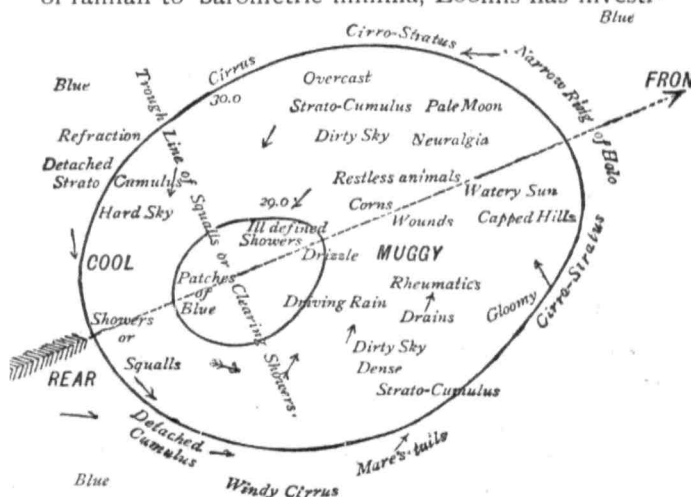 of rainfall to barometric minima, Loomis has investi-
Blue
Cirro-Stratus
Narrow Ring of Halo
Blue
Trough Line of Squalls or Clearing Showers.
Cirrus
30.0
Overcast
FRON
Strato-Cumulus Pale Moon
Refraction
Dirty Sky Neuralgia
Detached
Strato Cumulus
Restless animals
Watery Sun
Hard Sky
29.0
Corns
Wounds
Capped Hills
Ill defined
Showers
Drizzle
MUGGY
COOL
Patches
of
Blue
Rheumatics
Driving Rain
Drains
Gloomy
Cirro-Stratus
Showers
or
Squalls
Dirty Sky
Dense
Strato-Cumulus
REAR
Detached
Cumulus
Mare's-tails
Blue
Windy Cirrus